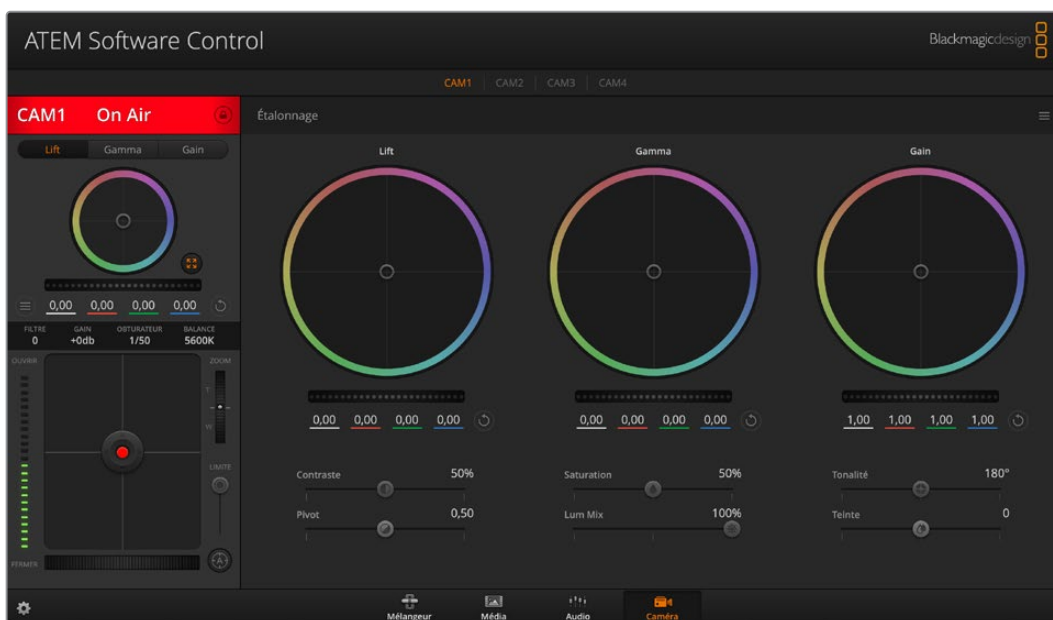 ATEM Software Control
Blackmagicdesign
CAM1 CAM2 CAM3 CAM4
CAM1 On Air
Étalonnage
Lift Gamma Gain
Lift Gamma Gain
0,00 0,00 0,00 0,00
FILTRE GAIN OBTURATEUR BALANCE
0 +0db 1/50 5600K
OUVRIR ZOOM
T
W
LIMITE
A
FERMER
0,00 0,00 0,00 0,00
0,00 0,00 0,00 0,00
1,00 1,00 1,00 1,00
Contraste 50%
Saturation 50%
Tonalité 180°
Pivot 0,50
Lum Mix 100%
Teinte 0
Mélangeur Média Audio Caméra